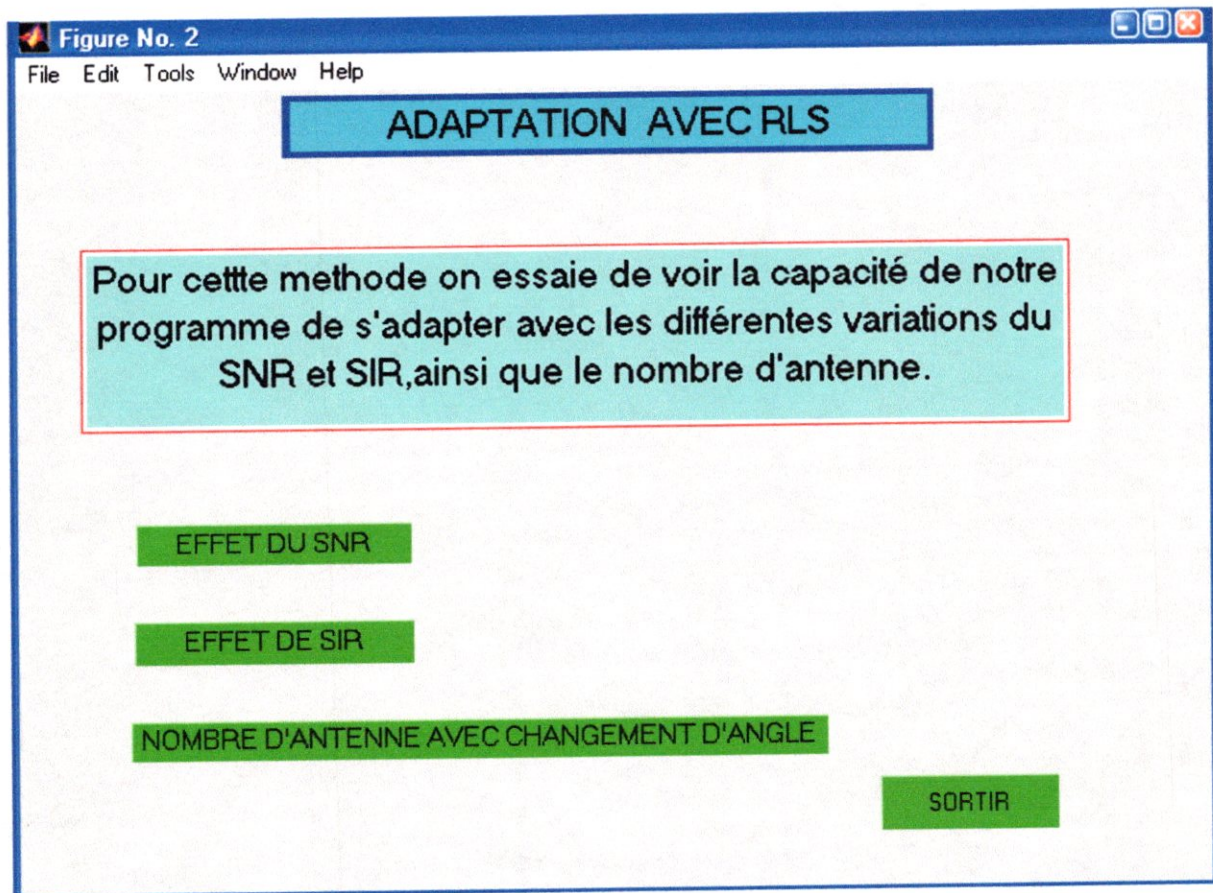 Figure No. 2
File Edit Tools Window Help
ADAPTATION AVEC RLS
Pour cettte methode on essaie de voir la capacité de notre
programme de s'adapter avec les différentes variations du
SNR et SIR,ainsi que le nombre d'antenne.
EFFET DU SNR
EFFET DE SIR
NOMBRE D'ANTENNE AVEC CHANGEMENT D'ANGLE
SORTIR